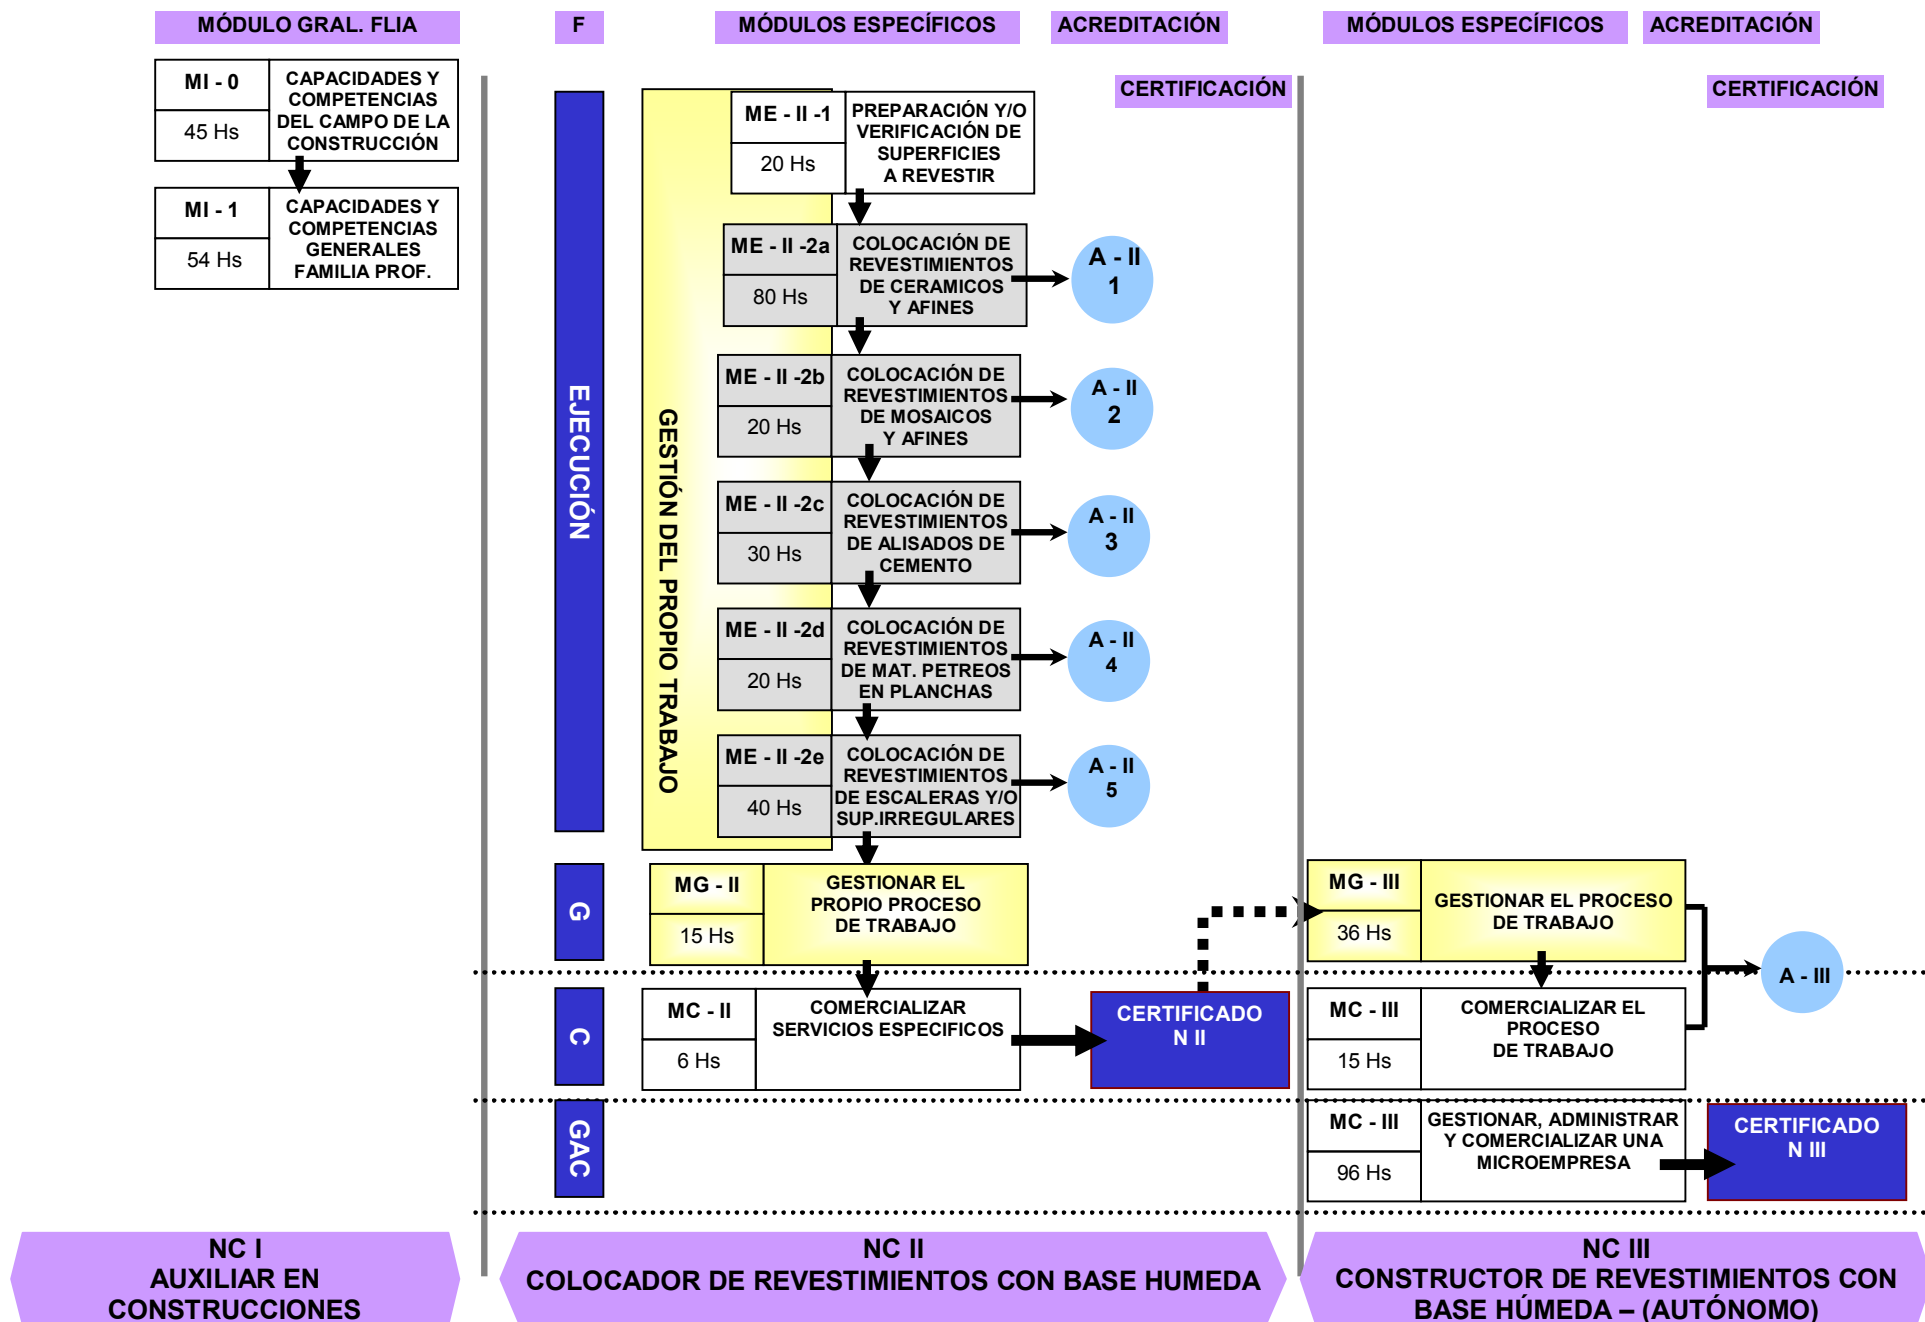 MÓDULO GRAL. FLIA
F
MÓDULOS ESPECÍFICOS
ACREDITACIÓN
MÓDULOS ESPECÍFICOS
ACREDITACIÓN
CERTIFICACIÓN
CERTIFICACIÓN
MI - 0
45 Hs
CAPACIDADES Y
COMPETENCIAS
DEL CAMPO DE LA
CONSTRUCCIÓN
MI - 1
54 Hs
CAPACIDADES Y
COMPETENCIAS
GENERALES
FAMILIA PROF.
EJECUCIÓN
GESTIÓN DEL PROPIO TRABAJO
ME - II -1
20 Hs
PREPARACIÓN Y/O
VERIFICACIÓN DE
SUPERFICIES
A REVESTIR
ME - II -2a
80 Hs
COLOCACIÓN DE
REVESTIMIENTOS
DE CERAMICOS
Y AFINES
A - II
1
ME - II -2b
20 Hs
COLOCACIÓN DE
REVESTIMIENTOS
DE MOSAICOS
Y AFINES
A - II
2
ME - II -2c
30 Hs
COLOCACIÓN DE
REVESTIMIENTOS
DE ALISADOS DE
CEMENTO
A - II
3
ME - II -2d
20 Hs
COLOCACIÓN DE
REVESTIMIENTOS
DE MAT. PETREOS
EN PLANCHAS
A - II
4
ME - II -2e
40 Hs
COLOCACIÓN DE
REVESTIMIENTOS
DE ESCALERAS Y/O
SUP.IRREGULARES
A - II
5
G
MG - II
15 Hs
GESTIONAR EL
PROPIO PROCESO
DE TRABAJO
MG - III
36 Hs
GESTIONAR EL PROCESO
DE TRABAJO
A - III
C
MC - II
6 Hs
COMERCIALIZAR
SERVICIOS ESPECIFICOS
CERTIFICADO
N II
MC - III
15 Hs
COMERCIALIZAR EL
PROCESO
DE TRABAJO
GAC
MC - III
96 Hs
GESTIONAR, ADMINISTRAR
Y COMERCIALIZAR UNA
MICROEMPRESA
CERTIFICADO
N III
NC I
AUXILIAR EN
CONSTRUCCIONES
NC II
COLOCADOR DE REVESTIMIENTOS CON BASE HUMEDA
NC III
CONSTRUCTOR DE REVESTIMIENTOS CON
BASE HÚMEDA – (AUTÓNOMO)